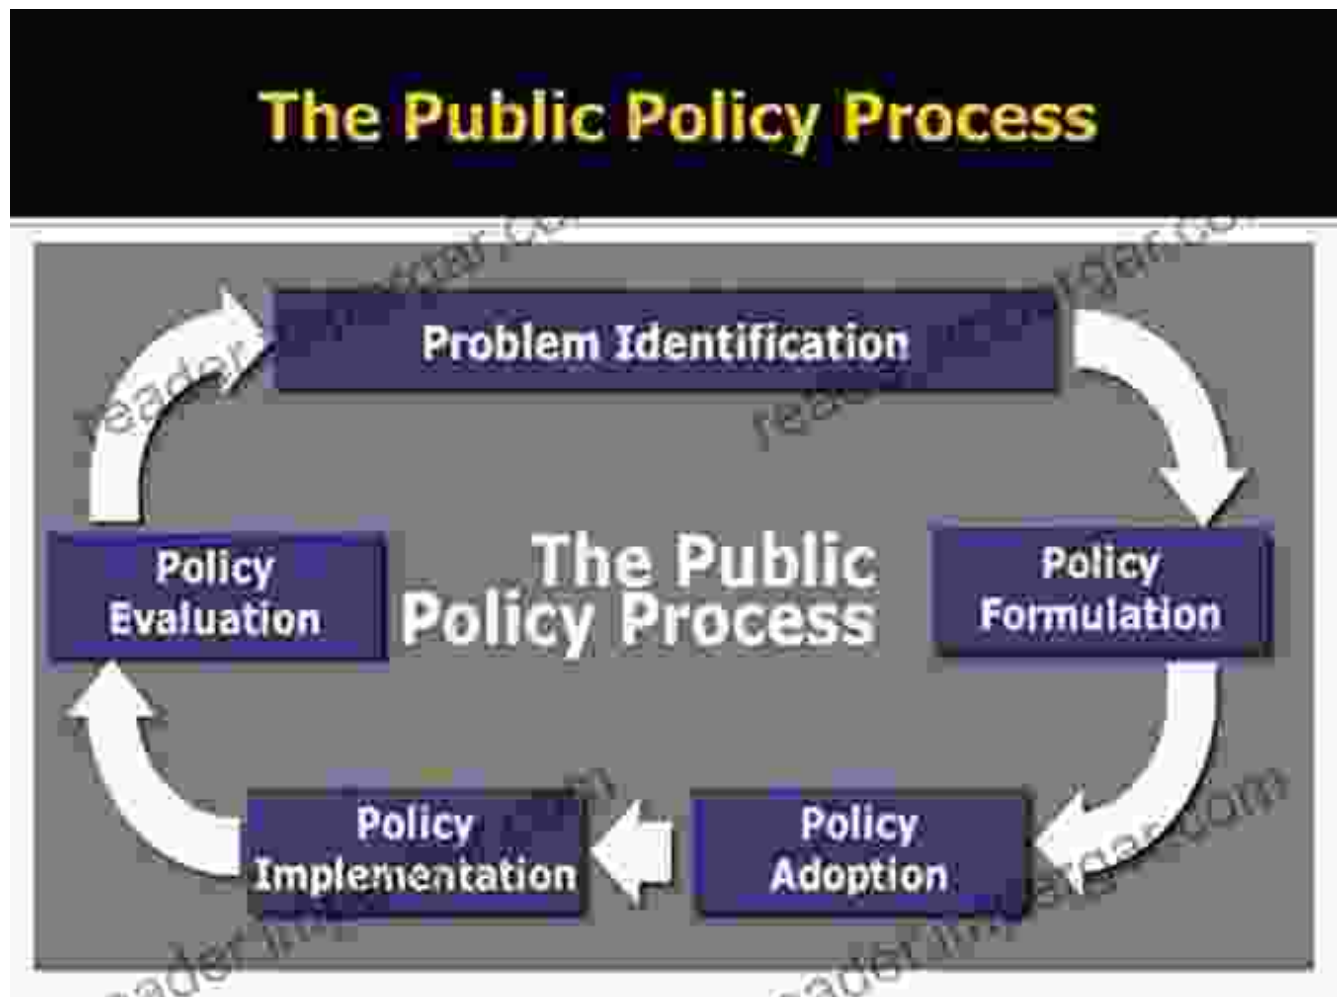 The Public Policy Process
Problem Identification
Policy
Formulation
Policy
Adoption
Policy
Implementation
Policy
Evaluation
The Public
Policy Process